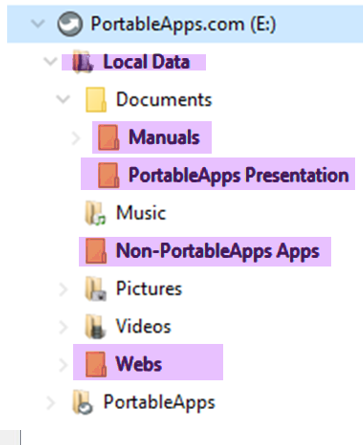 PortableApps.com (E:)
Local Data
Documents
Manuals
PortableApps Presentation
Music
Non-PortableApps Apps
Pictures
Videos
Webs
PortableApps